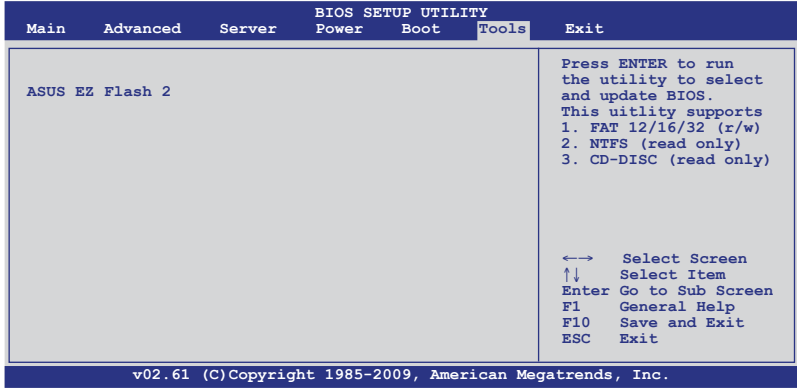 BIOS SETUP UTILITY
Main Advanced Server Power Boot Tools Exit
ASUS EZ Flash 2
Press ENTER to run
the utility to select
and update BIOS.
This uitlity supports
1. FAT 12/16/32 (r/w)
2. NTFS (read only)
3. CD-DISC (read only)
←→ Select Screen
↑↓ Select Item
Enter Go to Sub Screen
F1 General Help
F10 Save and Exit
ESC Exit
v02.61 (C)Copyright 1985-2009, American Megatrends, Inc.